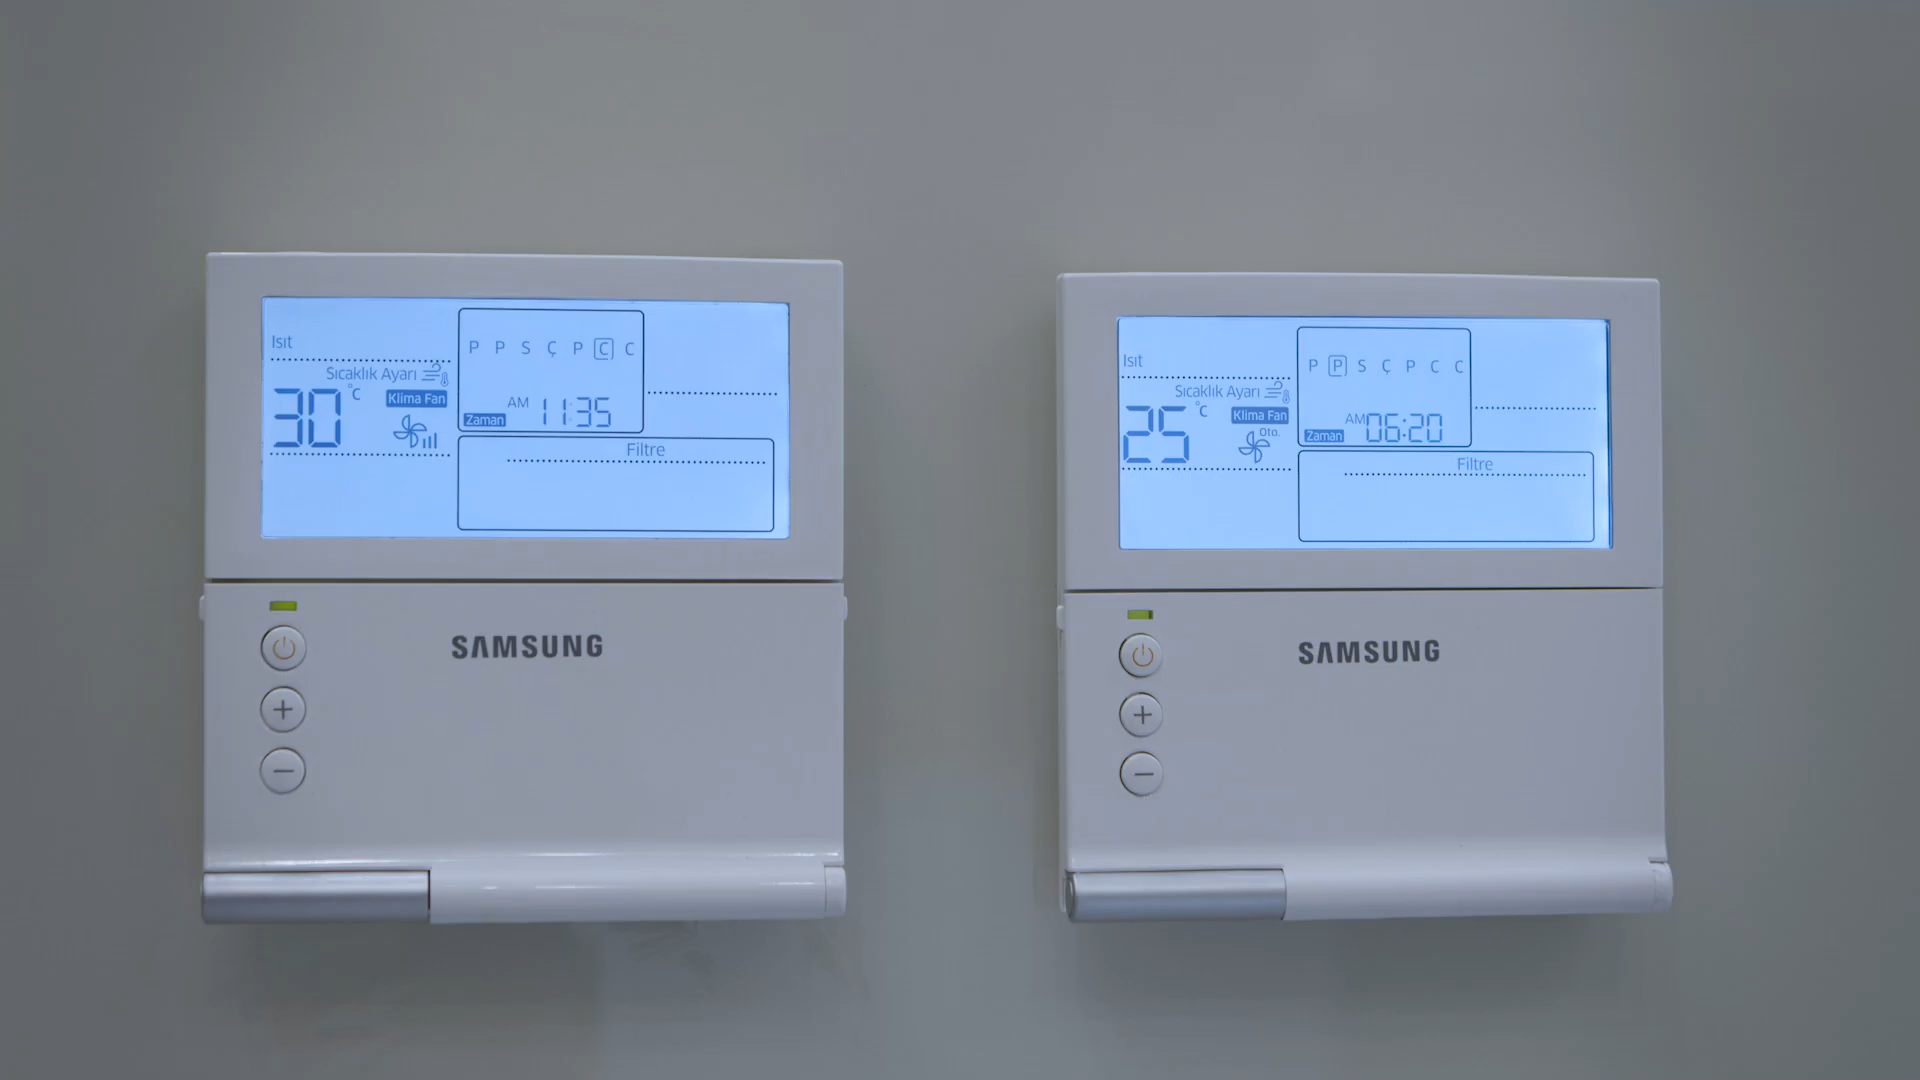 Isıt
P P S Ç P C C
Sıcaklık Ayarı
30 °C
Klima Fan
AM 11:35
Zaman
Filtre
SAMSUNG
Isıt
P P S Ç P C C
Sıcaklık Ayarı
25 °C
Klima Fan
Oto.
AM 06:20
Zaman
Filtre
SAMSUNG